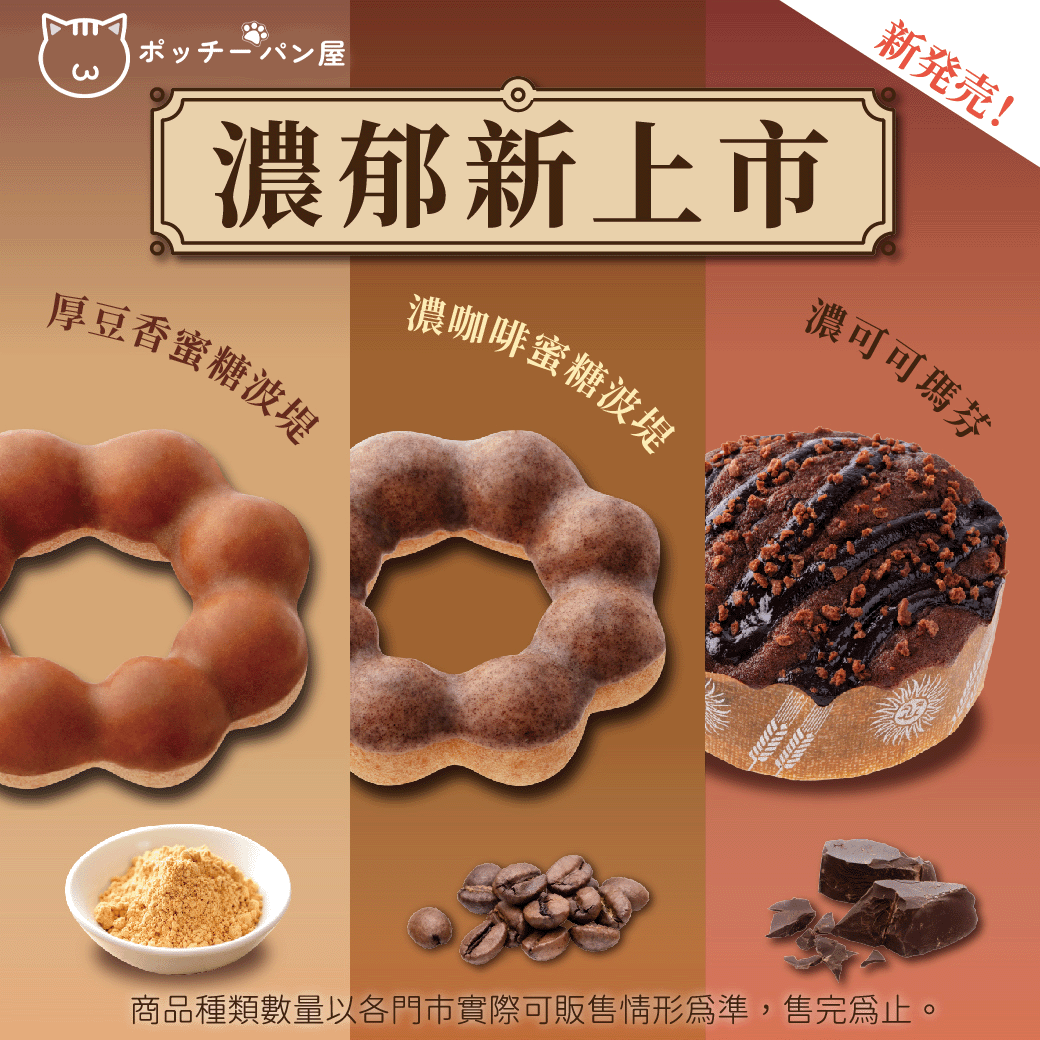 ポッチーパン屋
新発売!
濃郁新上市
厚豆香蜜糖波堤
濃咖啡蜜糖波堤
濃可可瑪芬
商品種類數量以各門市實際可販售情形為準，售完為止。